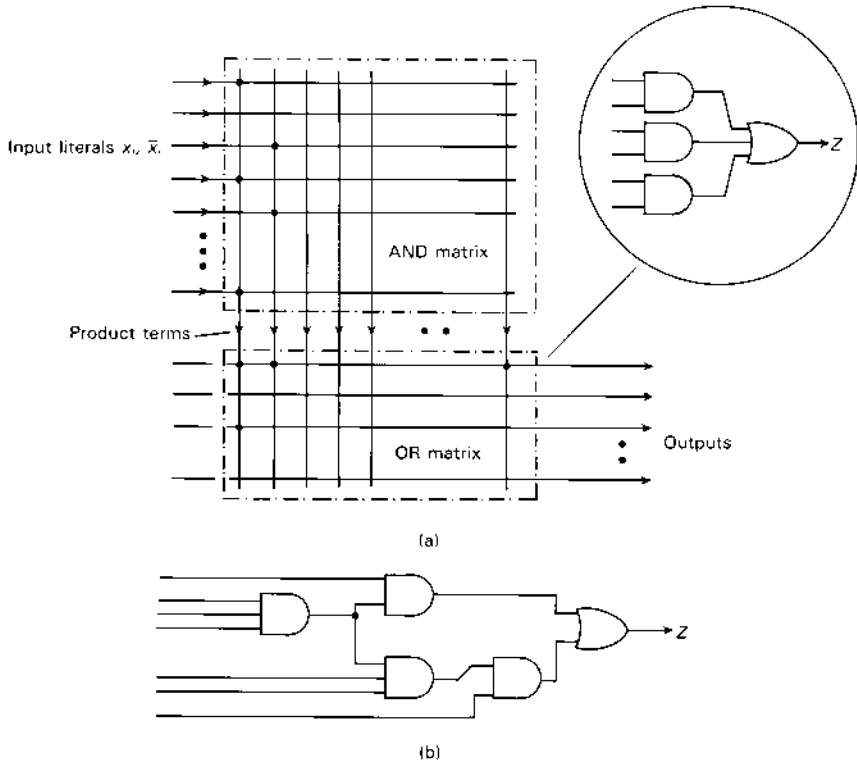 Z
Input literals xᵢ, x̄ᵢ
AND matrix
Product terms
OR matrix
Outputs
(a)
Z
(b)